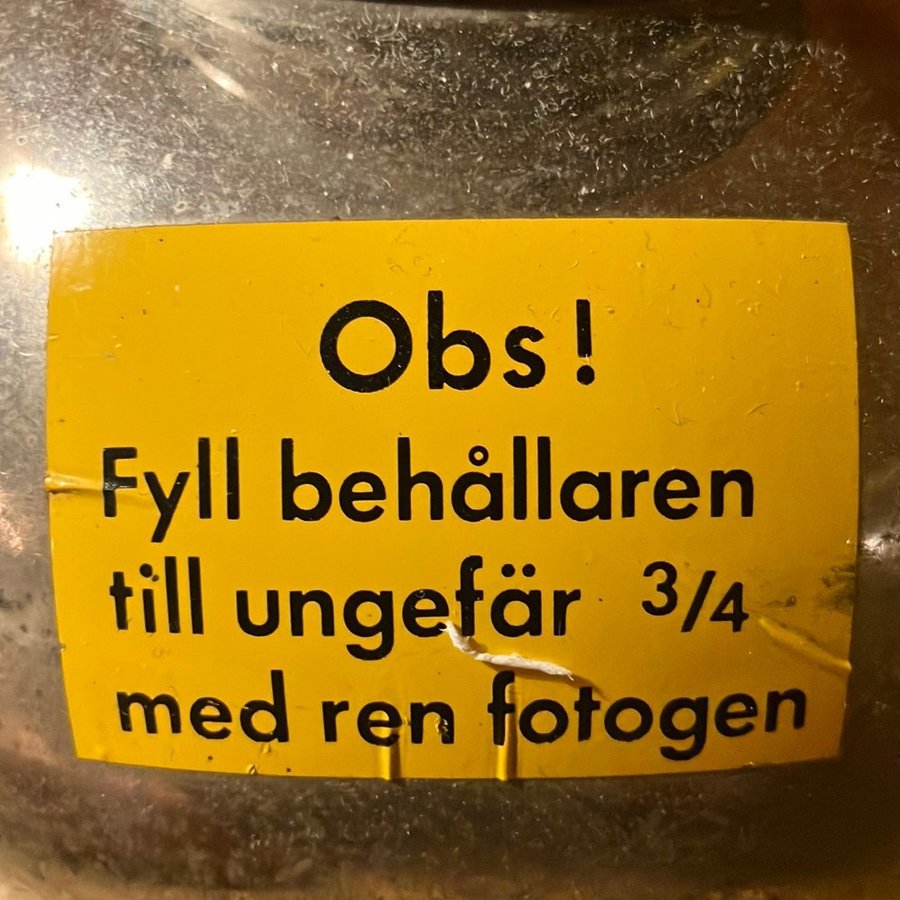 Obs!
Fyll behållaren
till ungefär 3/4
med ren fotogen